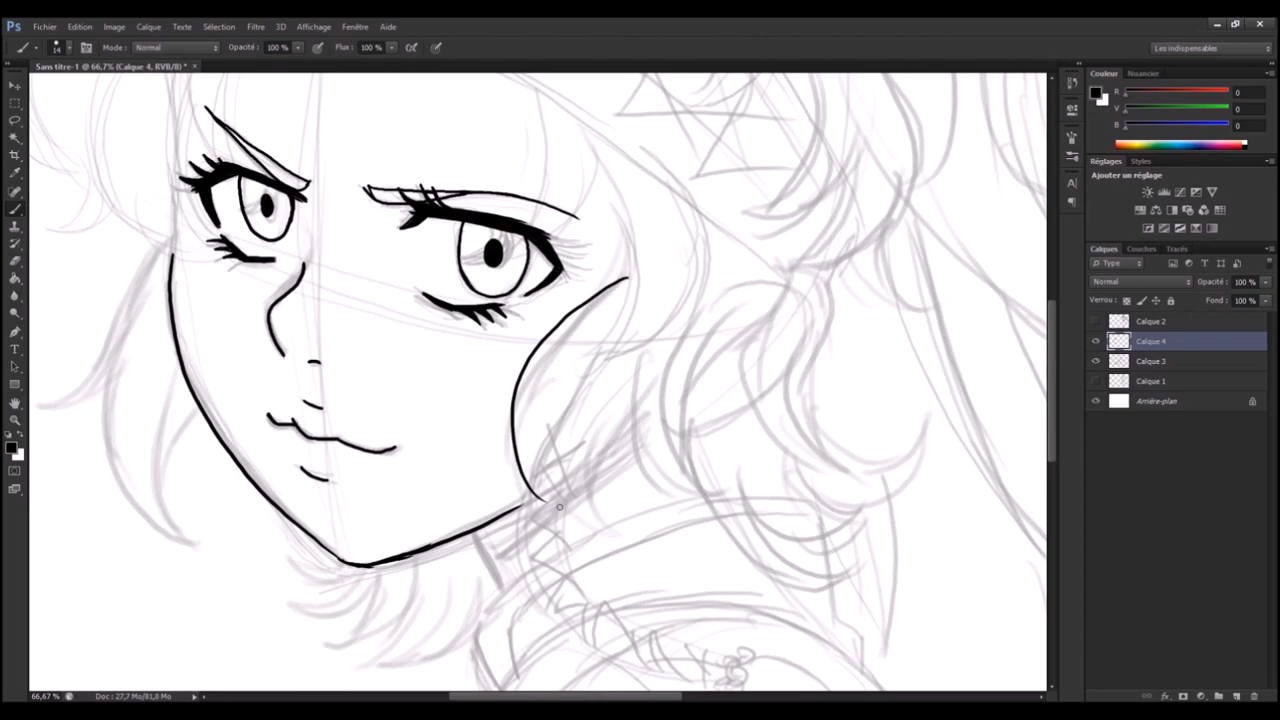 Ps Fichier Edition Image Calque Texte Sélection Filtre 3D Affichage Fenêtre Aide
14 Mode : Normal Opacité : 100 % Flux : 100 % Les indispensables
Sans titre-1 @ 66,7% (Calque 4, RVB/8) * ×
Couleur Nuancier
R 0
V 0
B 0
Réglages Styles
Ajouter un réglage
Calques Couches Tracés
Type
Normal Opacité : 100 %
Verrou : Fond : 100 %
Calque 2
Calque 4
Calque 3
Calque 1
Arrière-plan
66,67 % Doc : 27,7 Mo/81,8 Mo